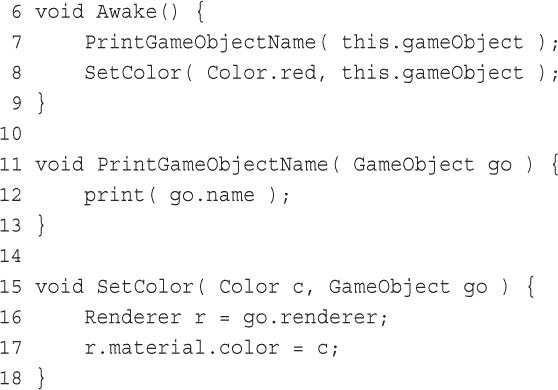 6 void Awake() {
7     PrintGameObjectName( this.gameObject );
8     SetColor( Color.red, this.gameObject );
9 }
10
11 void PrintGameObjectName( GameObject go ) {
12     print( go.name );
13 }
14
15 void SetColor( Color c, GameObject go ) {
16     Renderer r = go.renderer;
17     r.material.color = c;
18 }